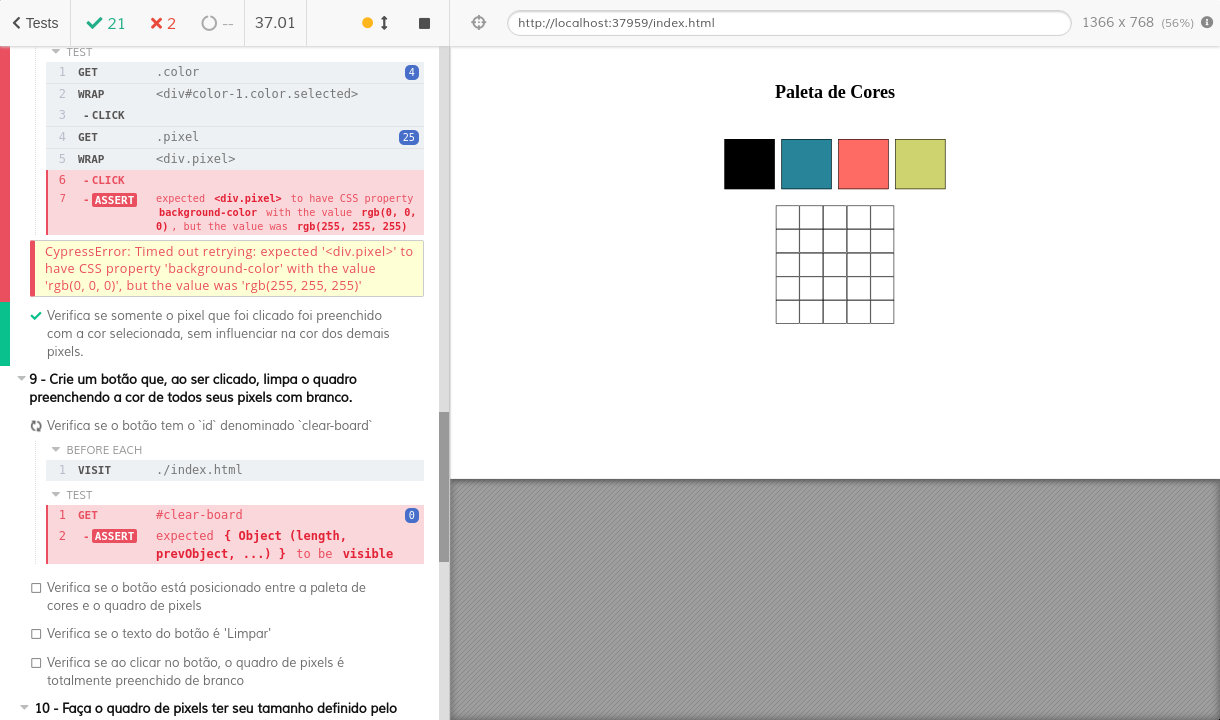 Tests 21 2 -- 37.01 http://localhost:37959/index.html 1366 x 768 (56%)
TEST
1 GET .color 4
2 WRAP <div#color-1.color.selected>
3 - CLICK
4 GET .pixel 25
5 WRAP <div.pixel>
6 - CLICK
7 - ASSERT expected <div.pixel> to have CSS property
background-color with the value rgb(0, 0,
0) , but the value was rgb(255, 255, 255)
CypressError: Timed out retrying: expected '<div.pixel>' to
have CSS property 'background-color' with the value
'rgb(0, 0, 0)', but the value was 'rgb(255, 255, 255)'
Verifica se somente o pixel que foi clicado foi preenchido
com a cor selecionada, sem influenciar na cor dos demais
pixels.
9 - Crie um botão que, ao ser clicado, limpa o quadro
preenchendo a cor de todos seus pixels com branco.
Verifica se o botão tem o `id` denominado `clear-board`
BEFORE EACH
1 VISIT ./index.html
TEST
1 GET #clear-board 0
2 - ASSERT expected { Object (length,
prevObject, ...) } to be visible
Verifica se o botão está posicionado entre a paleta de
cores e o quadro de pixels
Verifica se o texto do botão é 'Limpar'
Verifica se ao clicar no botão, o quadro de pixels é
totalmente preenchido de branco
10 - Faça o quadro de pixels ter seu tamanho definido pelo
Paleta de Cores